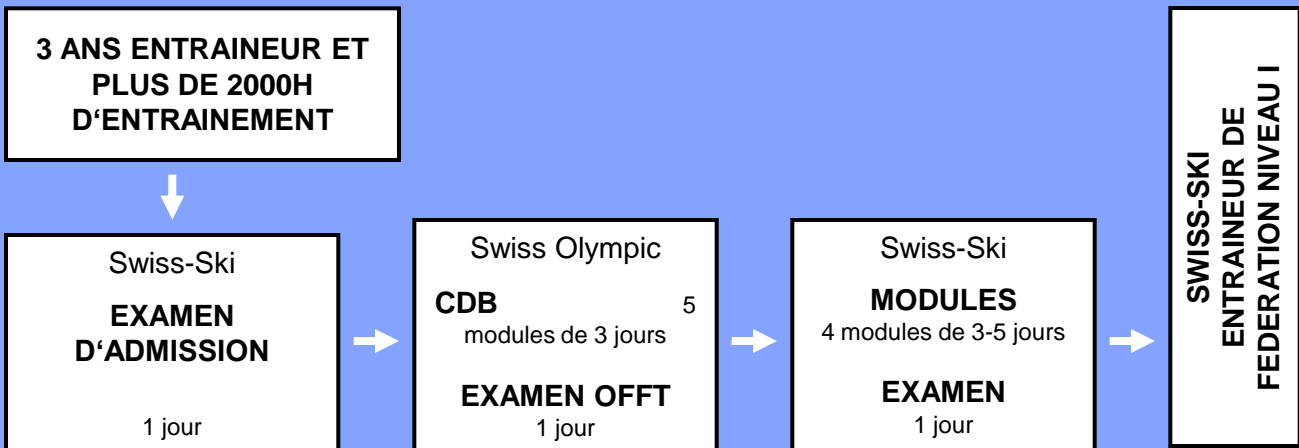 3 ANS ENTRAINEUR ET
PLUS DE 2000H
D‘ENTRAINEMENT
Swiss-Ski
EXAMEN
D‘ADMISSION
1 jour
Swiss Olympic
CDB 5
modules de 3 jours
EXAMEN OFFT
1 jour
Swiss-Ski
MODULES
4 modules de 3-5 jours
EXAMEN
1 jour
SWISS-SKI
ENTRAINEUR DE
FEDERATION NIVEAU I